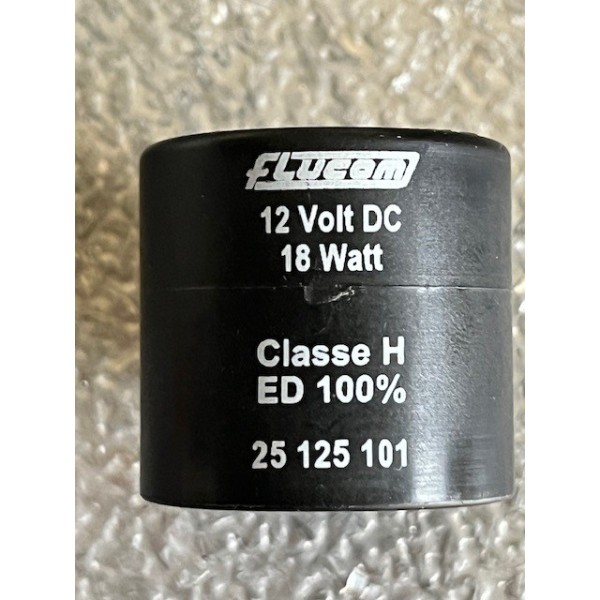 FLUCOM
12 Volt DC
18 Watt
Classe H
ED 100%
25 125 101